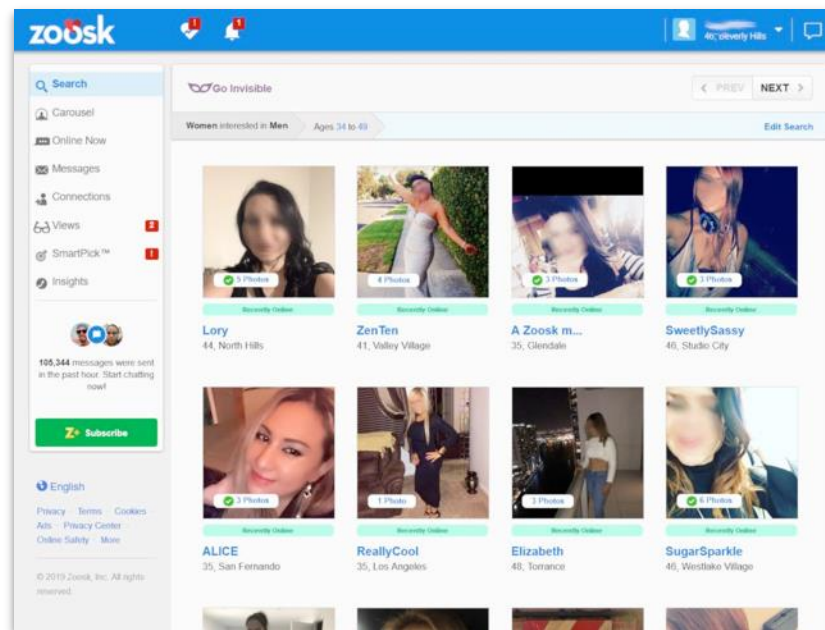 zoosk
1
1
46, Beverly Hills
Search
Carousel
Online Now
Messages
Connections
Views
2
SmartPick™
1
Insights
105,344 messages were sent
in the past hour. Start chatting
now!
Z+ Subscribe
English
Privacy · Terms · Cookies
Ads · Privacy Center ·
Online Safety · More
© 2019 Zoosk, Inc. All rights
reserved.
Go Invisible
< PREV
NEXT >
Women interested in Men
Ages 34 to 49
Edit Search
5 Photos
4 Photos
3 Photos
3 Photos
Recently Online
Recently Online
Recently Online
Recently Online
Lory
ZenTen
A Zoosk m...
SweetlySassy
44, North Hills
41, Valley Village
35, Glendale
46, Studio City
3 Photos
1 Photo
3 Photos
6 Photos
Recently Online
Recently Online
Recently Online
Recently Online
ALICE
ReallyCool
Elizabeth
SugarSparkle
35, San Fernando
35, Los Angeles
48, Torrance
46, Westlake Village